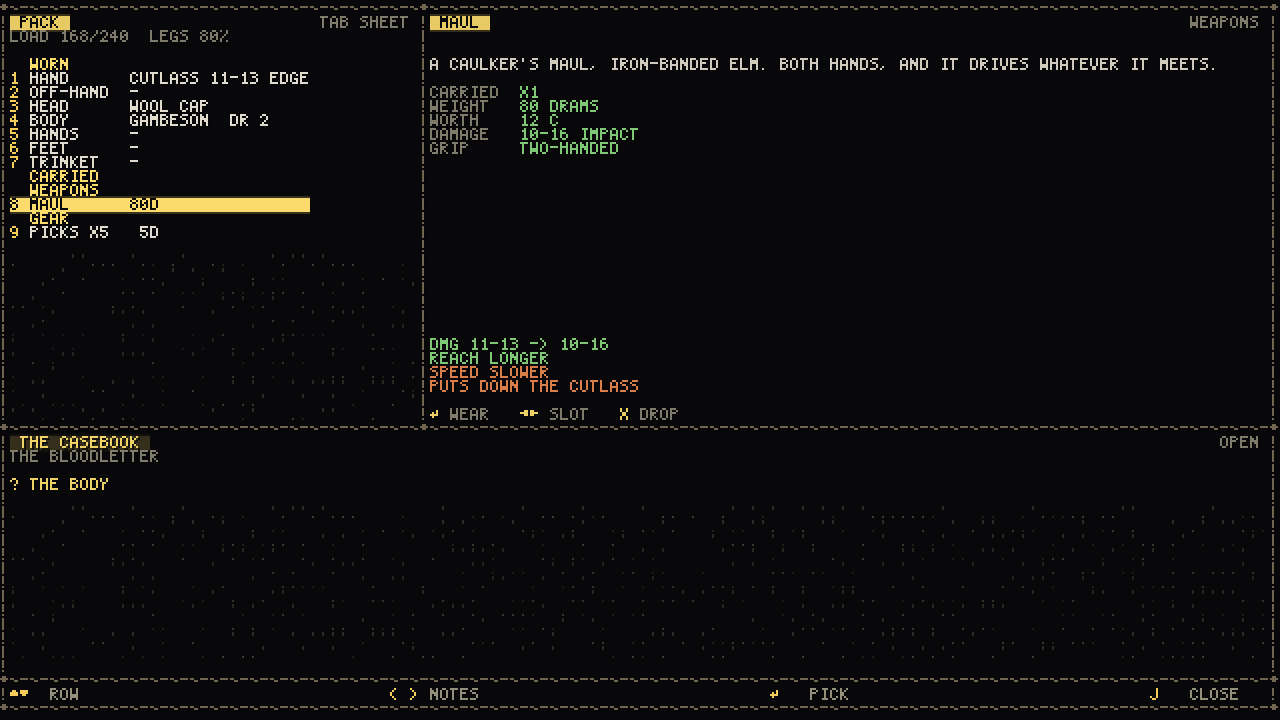 PACK TAB SHEET
LOAD 168/240 LEGS 80%
WORN
1 HAND CUTLASS 11-13 EDGE
2 OFF-HAND -
3 HEAD WOOL CAP
4 BODY GAMBESON DR 2
5 HANDS -
6 FEET -
7 TRINKET -
CARRIED
WEAPONS
8 MAUL 80D
GEAR
9 PICKS X5 5D
MAUL WEAPONS
A CAULKER'S MAUL, IRON-BANDED ELM. BOTH HANDS, AND IT DRIVES WHATEVER IT MEETS.
CARRIED X1
WEIGHT 80 DRAMS
WORTH 12 C
DAMAGE 10-16 IMPACT
GRIP TWO-HANDED
DMG 11-13 -> 10-16
REACH LONGER
SPEED SLOWER
PUTS DOWN THE CUTLASS
↵ WEAR ◄► SLOT X DROP
THE CASEBOOK OPEN
THE BLOODLETTER
? THE BODY
▲▼ ROW < > NOTES ↵ PICK J CLOSE